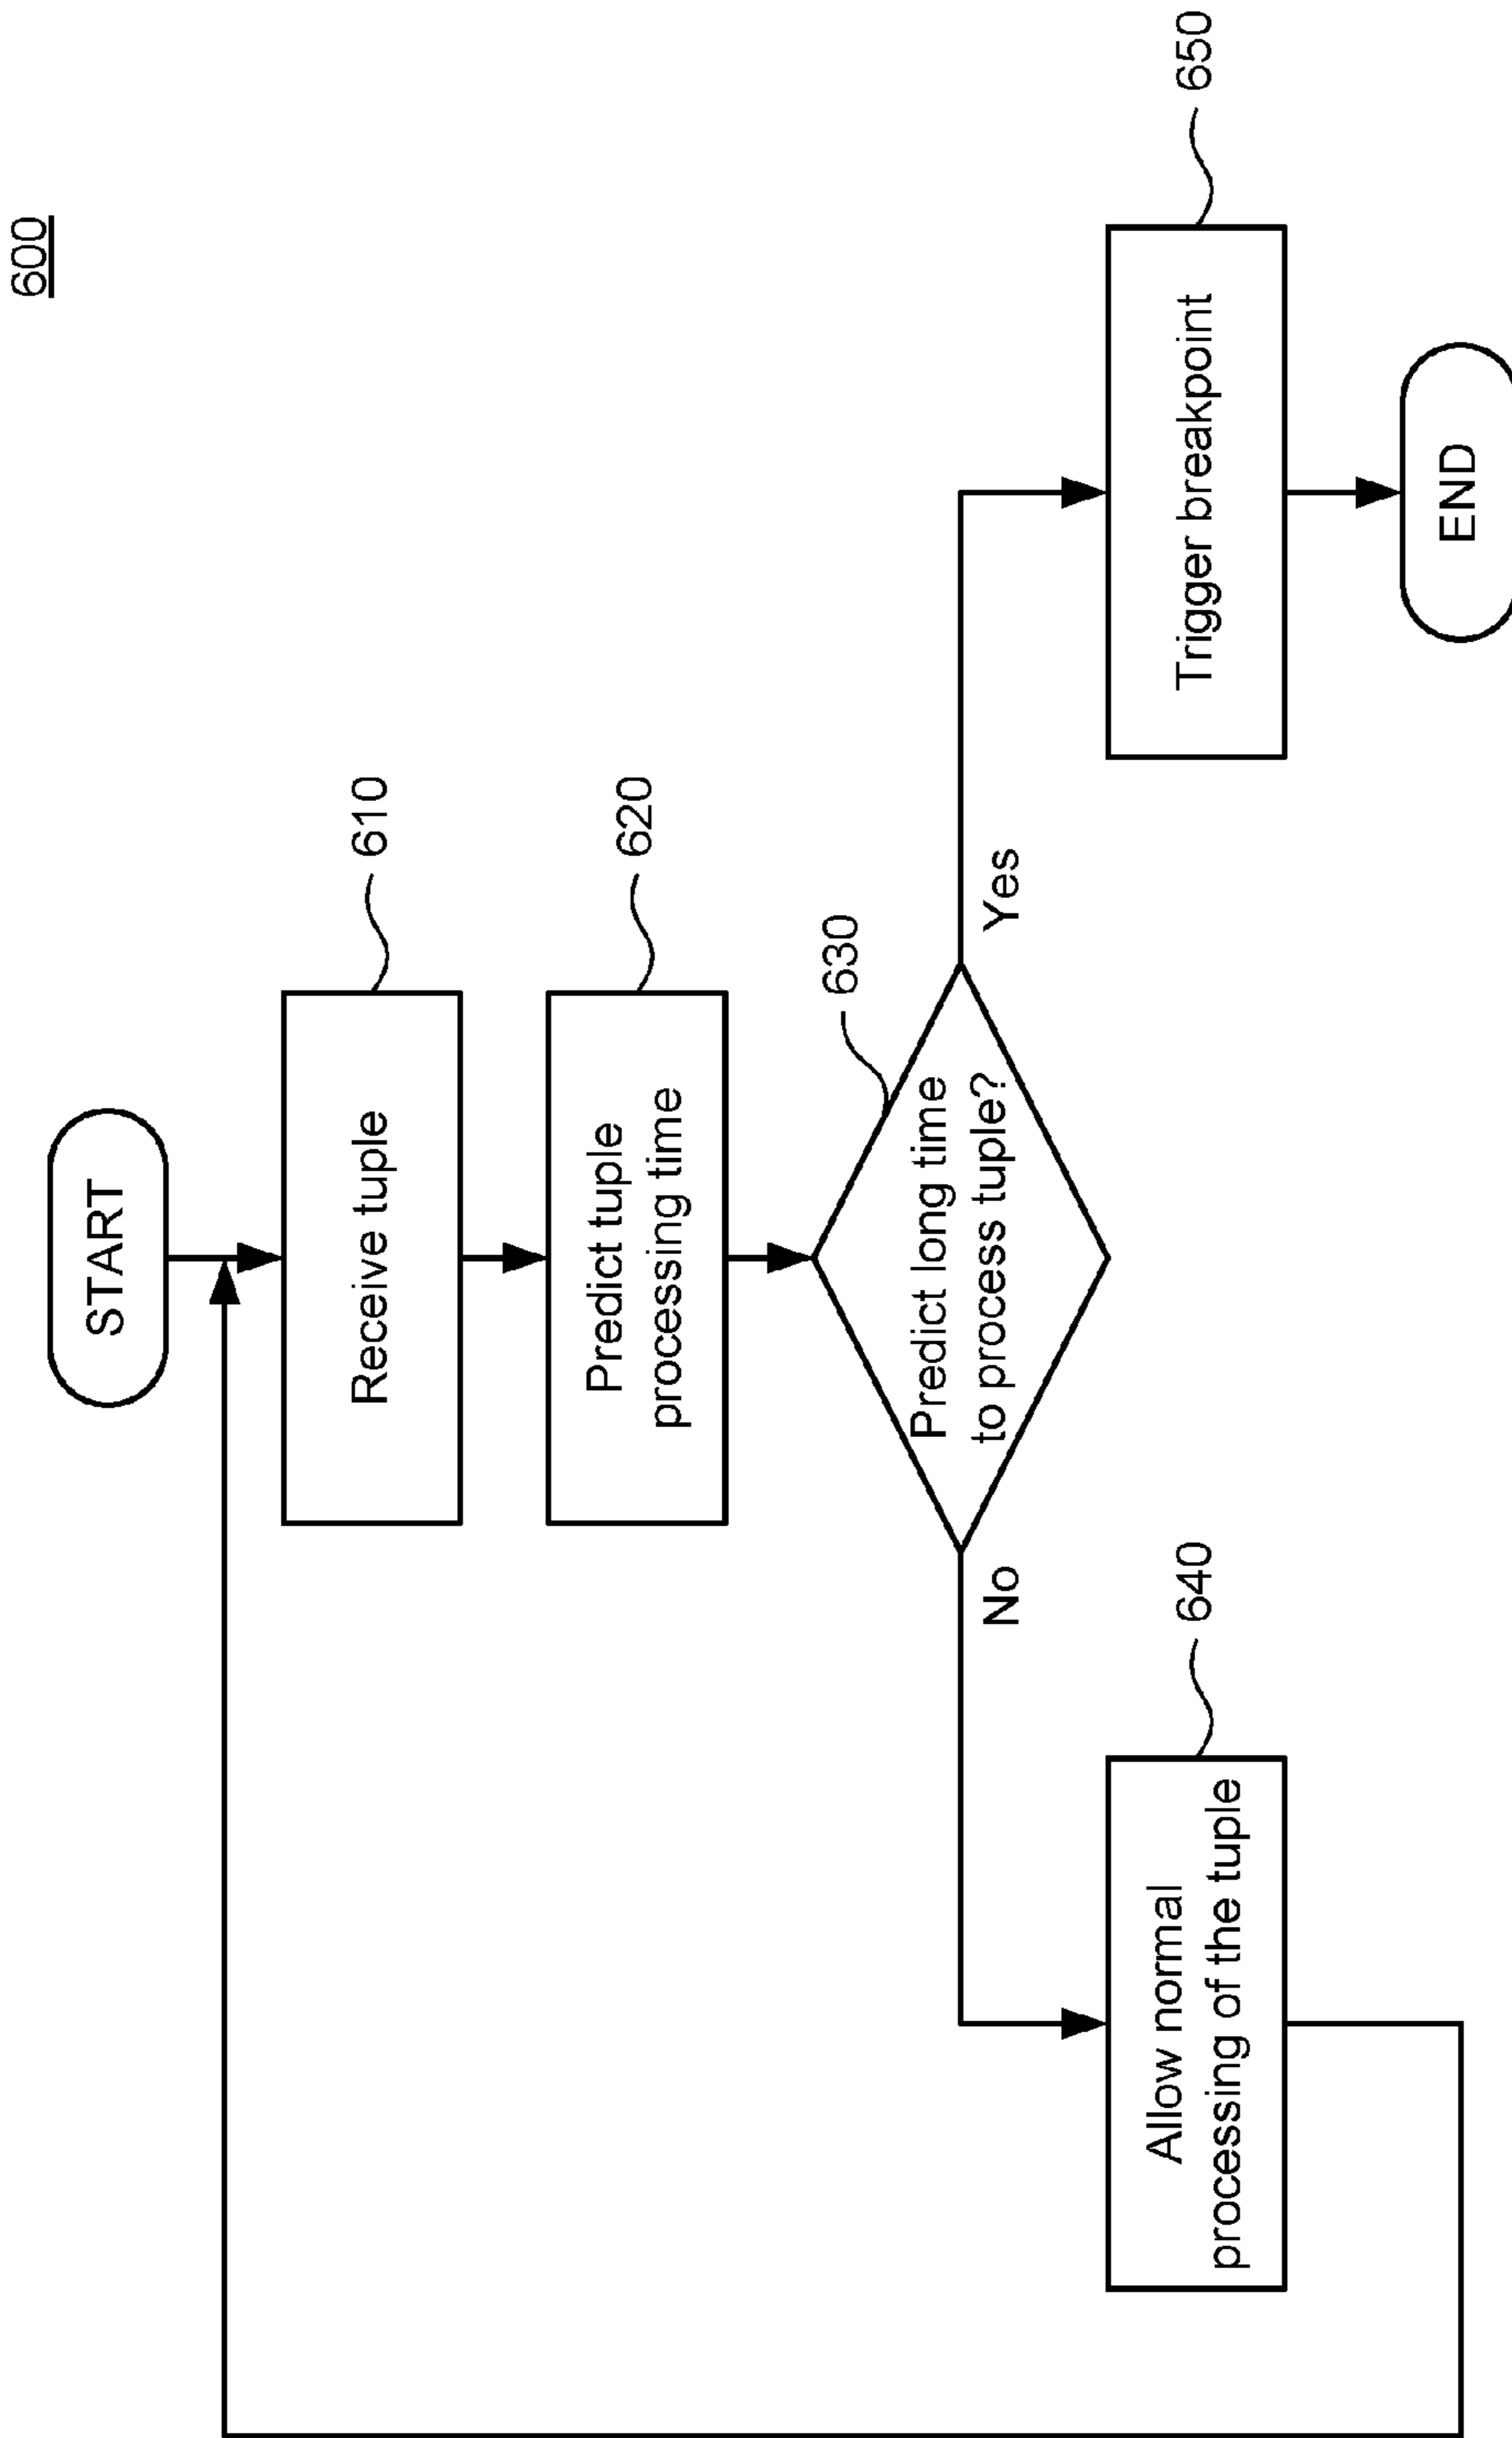 600
START
Receive tuple
610
Predict tuple
processing time
620
630
Predict long time
to process tuple?
No
Yes
Allow normal
processing of the tuple
640
Trigger breakpoint
650
END